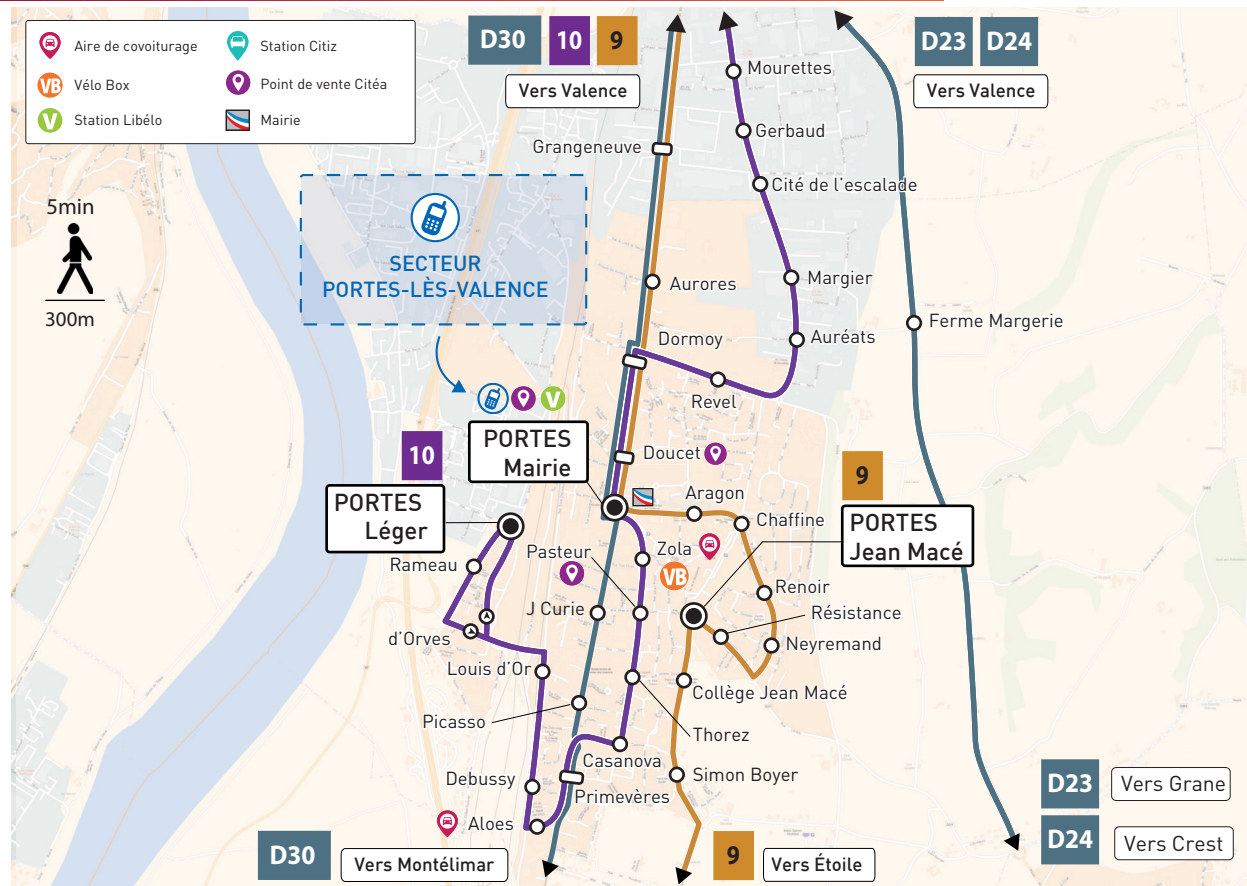 Aire de covoiturage
Station Citiz
VB
Vélo Box
Point de vente Citéa
V
Station Libélo
Mairie
D30
10
9
Vers Valence
D23
D24
Vers Valence
Mourettes
Gerbaud
Grangeneuve
Cité de l'escalade
5min
300m
SECTEUR
PORTES-LÈS-VALENCE
Aurores
Margier
Ferme Margerie
Dormoy
Auréats
Revel
V
PORTES
Mairie
10
Doucet
9
PORTES
Léger
Aragon
Chaffine
PORTES
Jean Macé
Pasteur
Zola
VB
Rameau
J Curie
Renoir
Résistance
d'Orves
Neyremand
Louis d'Or
Collège Jean Macé
Picasso
Thorez
Casanova
Debussy
Simon Boyer
Primevères
Aloes
D23
Vers Grane
D24
Vers Crest
D30
Vers Montélimar
9
Vers Étoile